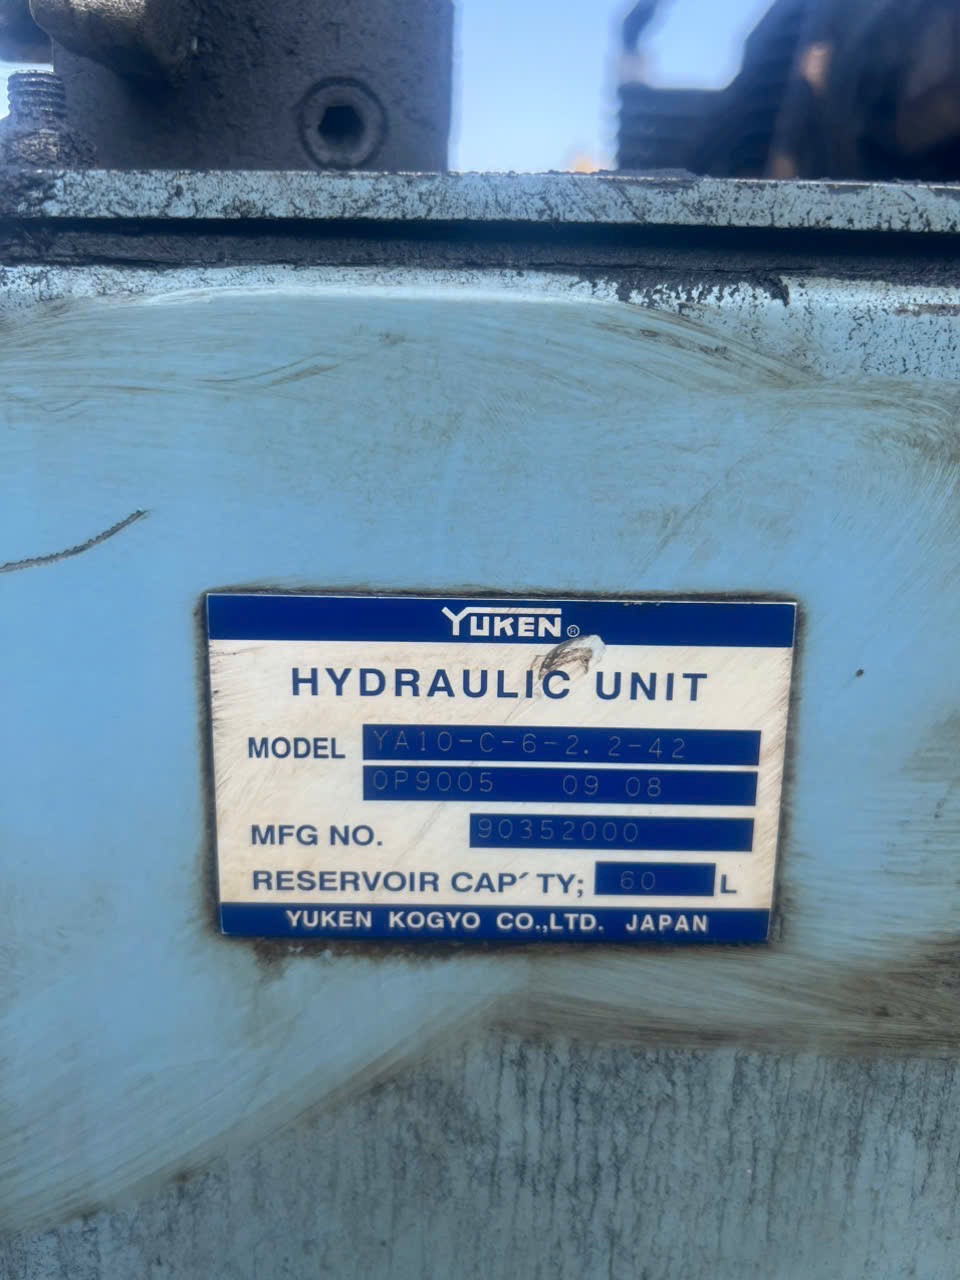 YUKEN®
HYDRAULIC UNIT
MODEL YA10-C-6-2.2-42
OP9005 09 08
MFG NO. 90352000
RESERVOIR CAP'TY; 60 L
YUKEN KOGYO CO.,LTD. JAPAN